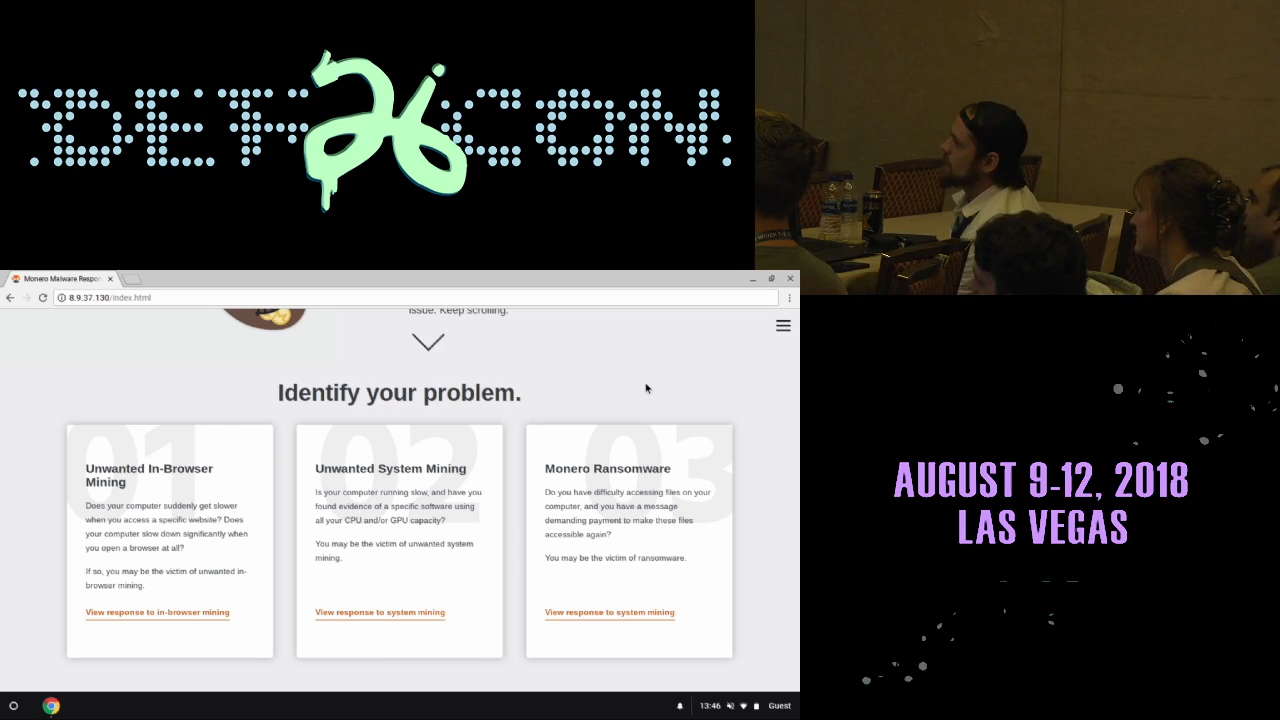 DEF 26 CON.
Monero Malware Respo
8.9.37.130/index.html
issue. Keep scrolling.
Identify your problem.
01
Unwanted In-Browser
Mining
Does your computer suddenly get slower
when you access a specific website? Does
your computer slow down significantly when
you open a browser at all?
If so, you may be the victim of unwanted in-
browser mining.
View response to in-browser mining
02
Unwanted System Mining
Is your computer running slow, and have you
found evidence of a specific software using
all your CPU and/or GPU capacity?
You may be the victim of unwanted system
mining.
View response to system mining
03
Monero Ransomware
Do you have difficulty accessing files on your
computer, and you have a message
demanding payment to make these files
accessible again?
You may be the victim of ransomware.
View response to system mining
13:46
Guest
AUGUST 9-12, 2018
LAS VEGAS